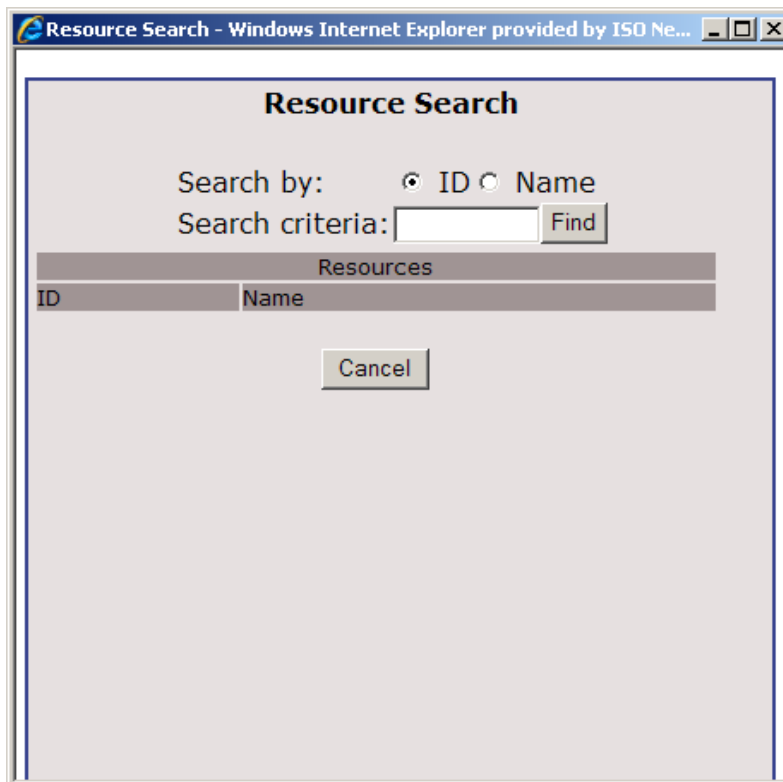 Resource Search - Windows Internet Explorer provided by ISO Ne...
Resource Search
Search by: ID Name
Search criteria: Find
Resources
ID Name
Cancel